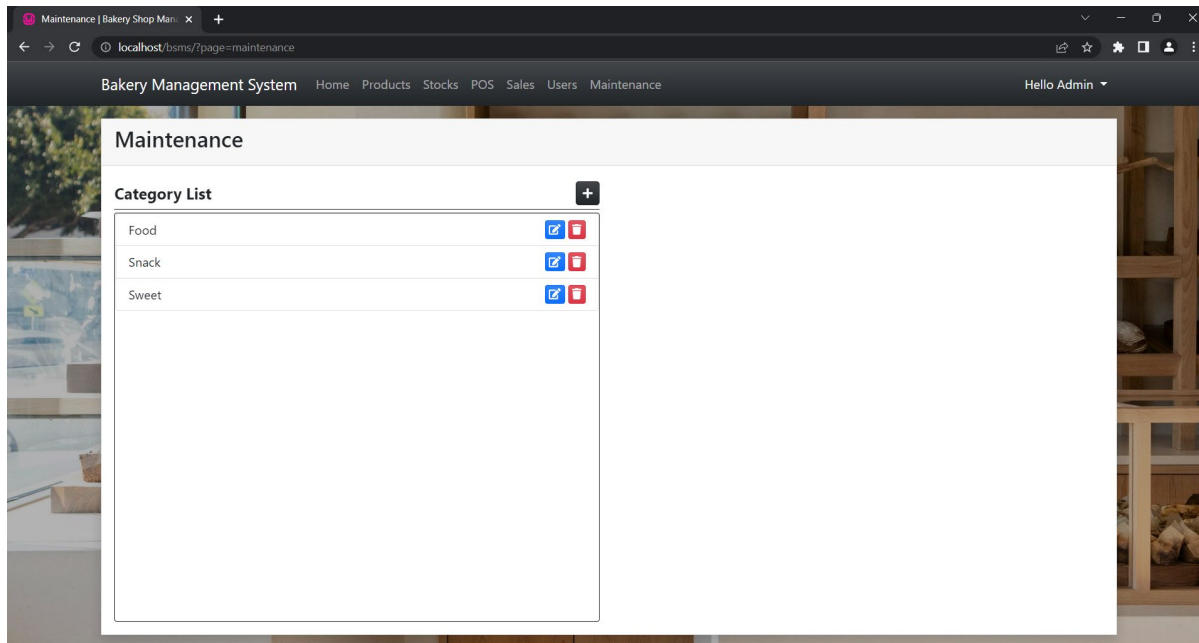 Maintenance | Bakery Shop Man
localhost/bsms/?page=maintenance
Bakery Management System Home Products Stocks POS Sales Users Maintenance Hello Admin
Maintenance
Category List
Food
Snack
Sweet